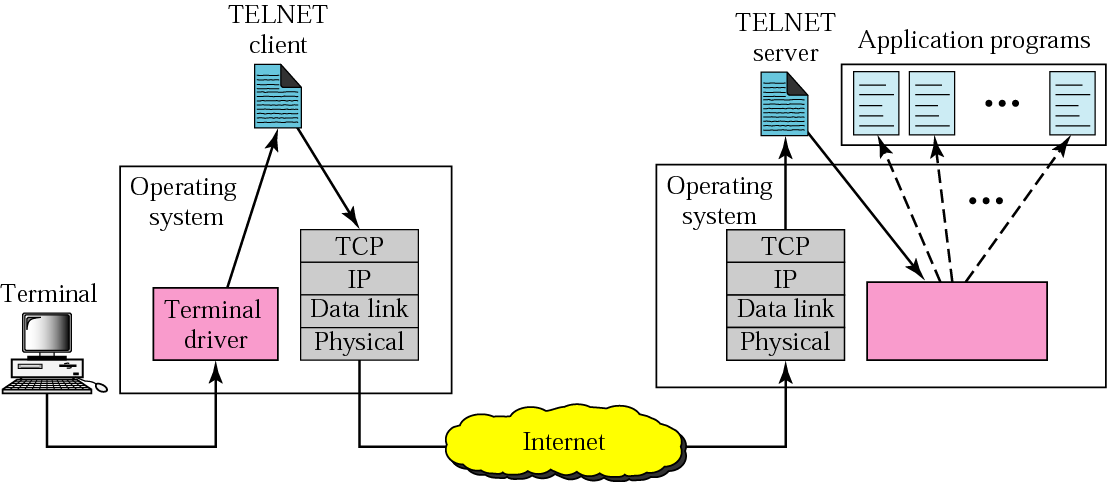 TELNET
client
Operating
system
TCP
IP
Data link
Physical
Terminal
Terminal
driver
Internet
TELNET
server
Application programs
Operating
system
TCP
IP
Data link
Physical